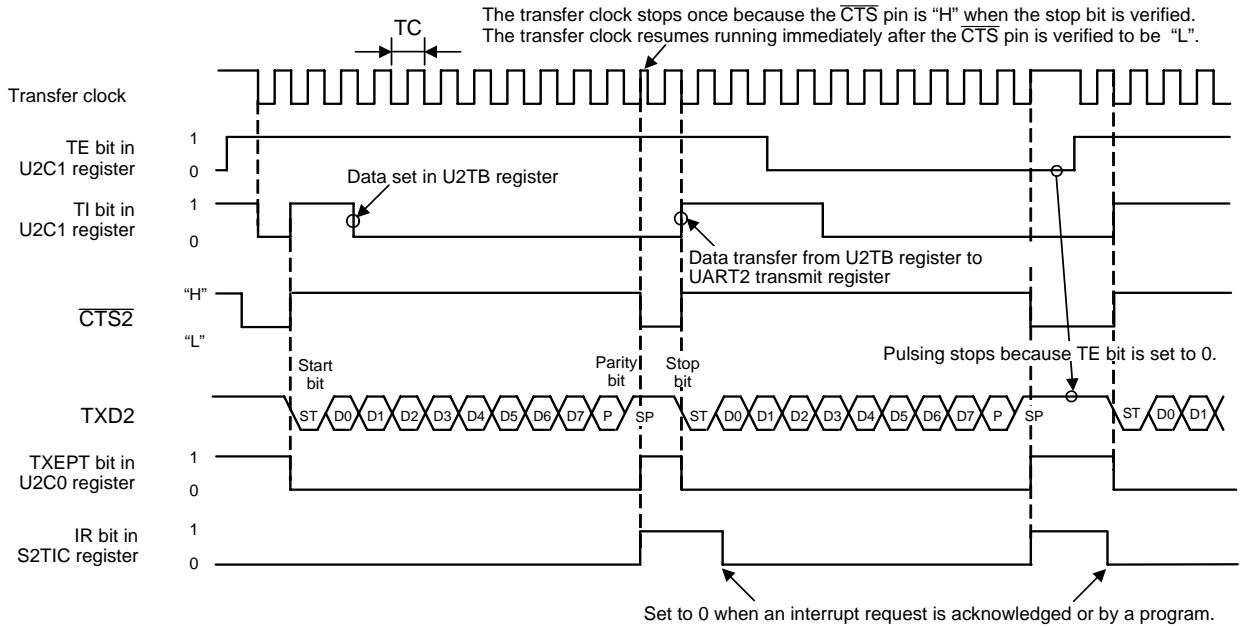 The transfer clock stops once because the CTS pin is “H” when the stop bit is verified.
The transfer clock resumes running immediately after the CTS pin is verified to be “L”.
TC
Transfer clock
TE bit in
U2C1 register
1
0
Data set in U2TB register
TI bit in
U2C1 register
1
0
Data transfer from U2TB register to
UART2 transmit register
CTS2
“H”
“L”
Pulsing stops because TE bit is set to 0.
Start
bit
Parity
bit
Stop
bit
TXD2
ST D0 D1 D2 D3 D4 D5 D6 D7 P SP ST D0 D1 D2 D3 D4 D5 D6 D7 P SP ST D0 D1
TXEPT bit in
U2C0 register
1
0
IR bit in
S2TIC register
1
0
Set to 0 when an interrupt request is acknowledged or by a program.